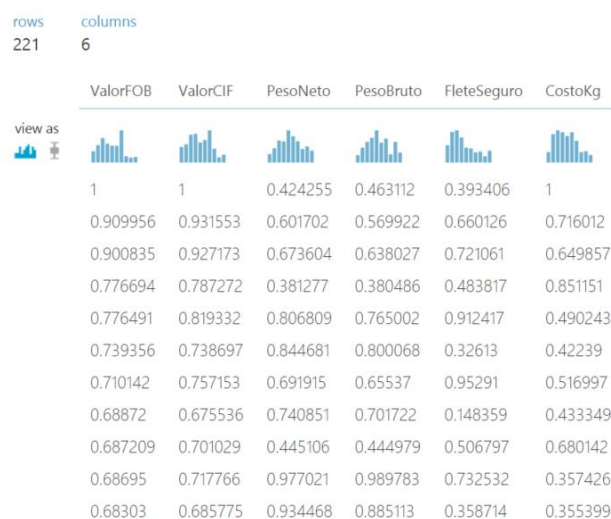 rows columns
221 6
ValorFOB ValorCIF PesoNeto PesoBruto FleteSeguro CostoKg
view as
1 1 0.424255 0.463112 0.393406 1
0.909956 0.931553 0.601702 0.569922 0.660126 0.716012
0.900835 0.927173 0.673604 0.638027 0.721061 0.649857
0.776694 0.787272 0.381277 0.380486 0.483817 0.851151
0.776491 0.819332 0.806809 0.765002 0.912417 0.490243
0.739356 0.738697 0.844681 0.800068 0.32613 0.42239
0.710142 0.757153 0.691915 0.65537 0.95291 0.516997
0.68872 0.675536 0.740851 0.701722 0.148359 0.433349
0.687209 0.701029 0.445106 0.444979 0.506797 0.680142
0.68695 0.717766 0.977021 0.989783 0.732532 0.357426
0.68303 0.685775 0.934468 0.885113 0.358714 0.355399